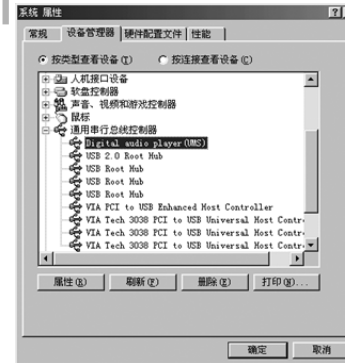 系统 属性
常规 设备管理器 硬件配置文件 性能
按类型查看设备(T) 按连接查看设备(C)
人机接口设备
软盘控制器
声音、视频和游戏控制器
鼠标
通用串行总线控制器
Digital audio player(UMS)
USB 2.0 Root Hub
USB Root Hub
USB Root Hub
USB Root Hub
VIA PCI to USB Enhanced Host Controller
VIA Tech 3038 PCI to USB Universal Host Contr
VIA Tech 3038 PCI to USB Universal Host Contr
VIA Tech 3038 PCI to USB Universal Host Contr
属性(R) 刷新(F) 删除(E) 打印(N)...
确定 取消